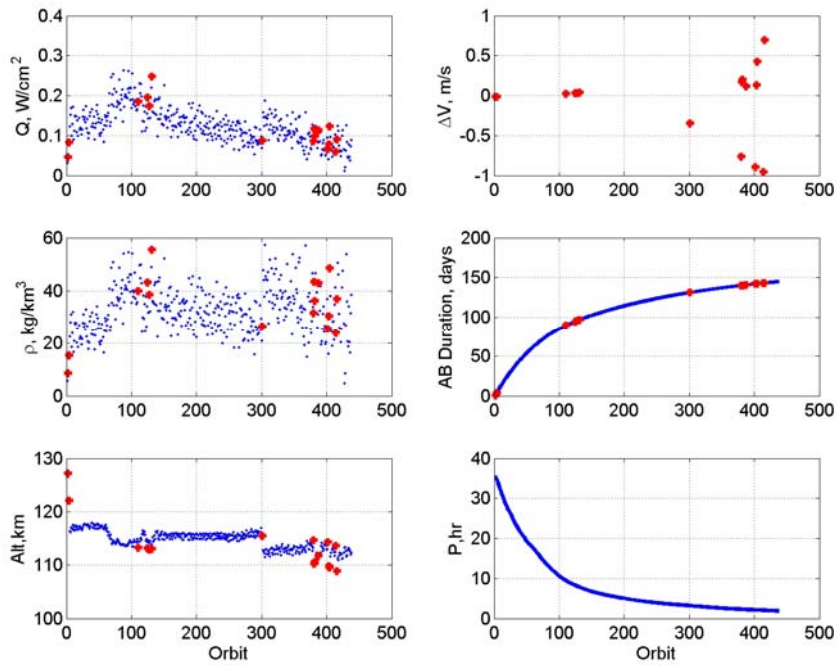 0.4
0.3
0.2
0.1
0
Q, W/cm²
0 100 200 300 400 500
1
0.5
0
-0.5
-1
ΔV, m/s
0 100 200 300 400 500
60
40
20
0
ρ, kg/km³
0 100 200 300 400 500
200
150
100
50
0
AB Duration, days
0 100 200 300 400 500
130
120
110
100
Alt,km
0 100 200 300 400 500
Orbit
40
30
20
10
0
P,hr
0 100 200 300 400 500
Orbit